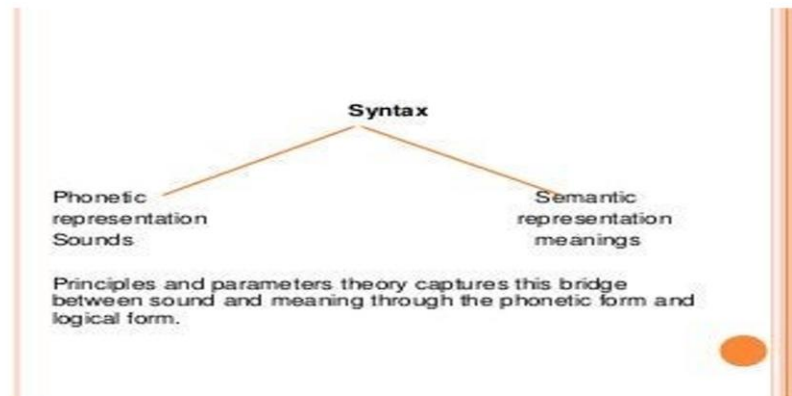 Syntax
Phonetic
representation
Sounds
Semantic
representation
meanings
Principles and parameters theory captures this bridge
between sound and meaning through the phonetic form and
logical form.